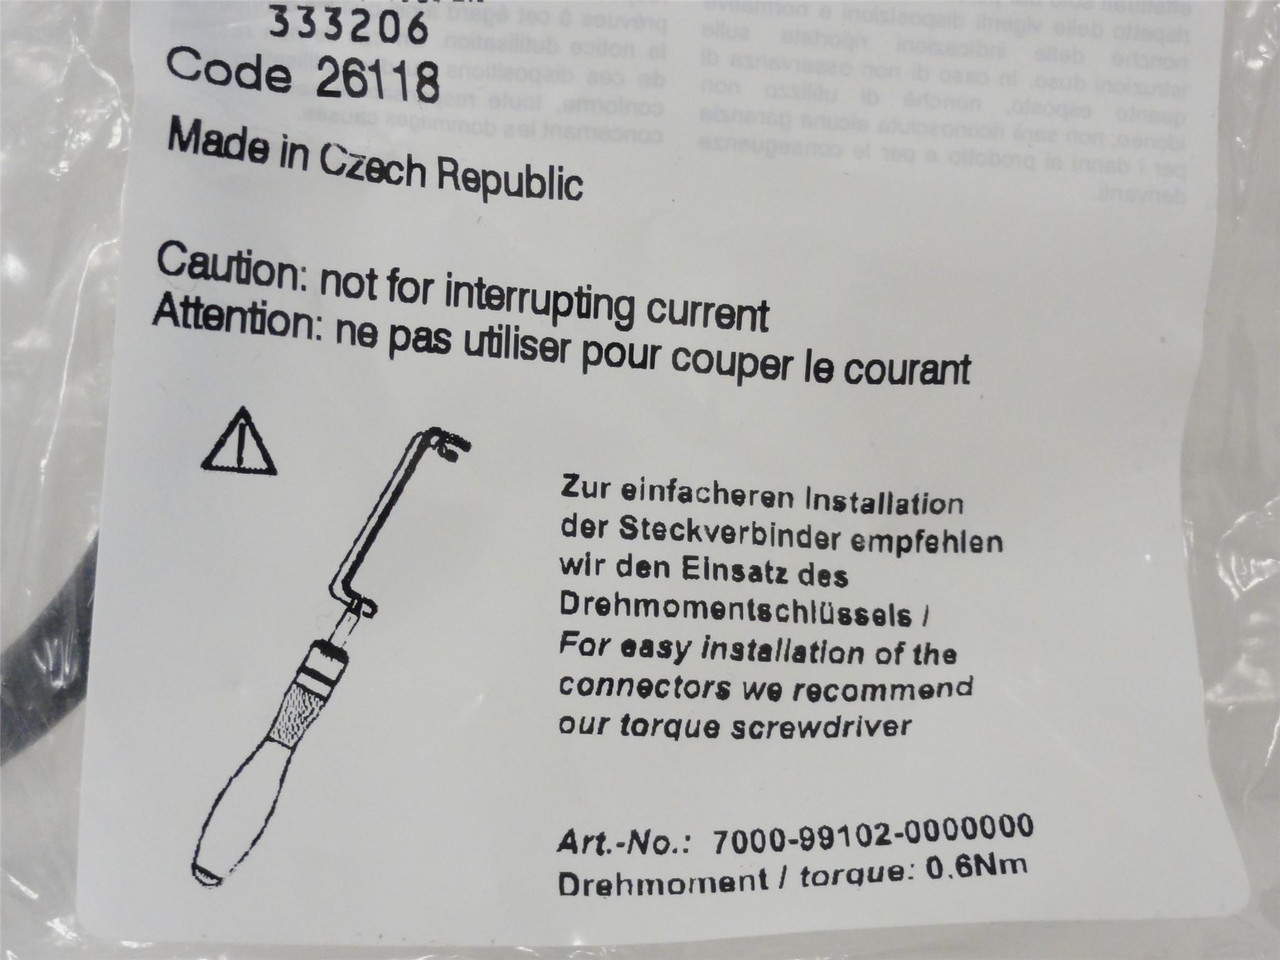 333206
Code 26118
Made in Czech Republic
Caution: not for interrupting current
Attention: ne pas utiliser pour couper le courant
Zur einfacheren Installation
der Steckverbinder empfehlen
wir den Einsatz des
Drehmomentschlüssels /
For easy installation of the
connectors we recommend
our torque screwdriver
Art.-No.: 7000-99102-0000000
Drehmoment / torque: 0.6Nm